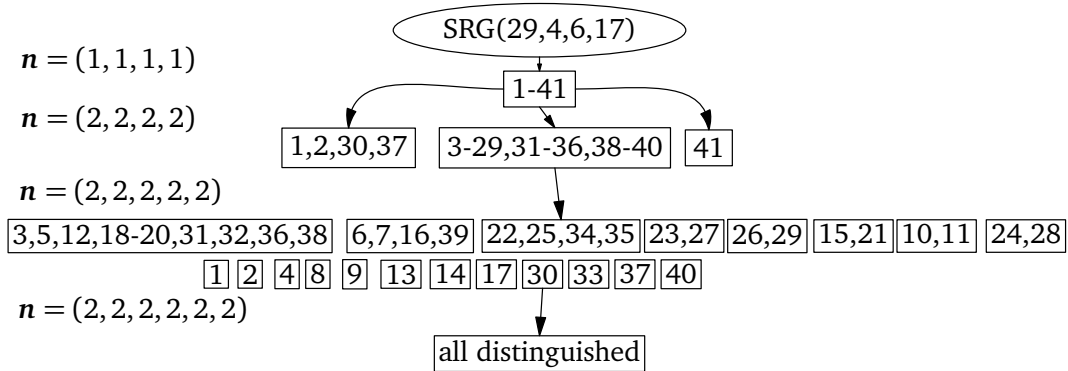 SRG(29,4,6,17)
n = (1,1,1,1)
1-41
n = (2,2,2,2)
1,2,30,37 3-29,31-36,38-40 41
n = (2,2,2,2,2)
3,5,12,18-20,31,32,36,38 6,7,16,39 22,25,34,35 23,27 26,29 15,21 10,11 24,28
1 2 4 8 9 13 14 17 30 33 37 40
n = (2,2,2,2,2,2)
all distinguished